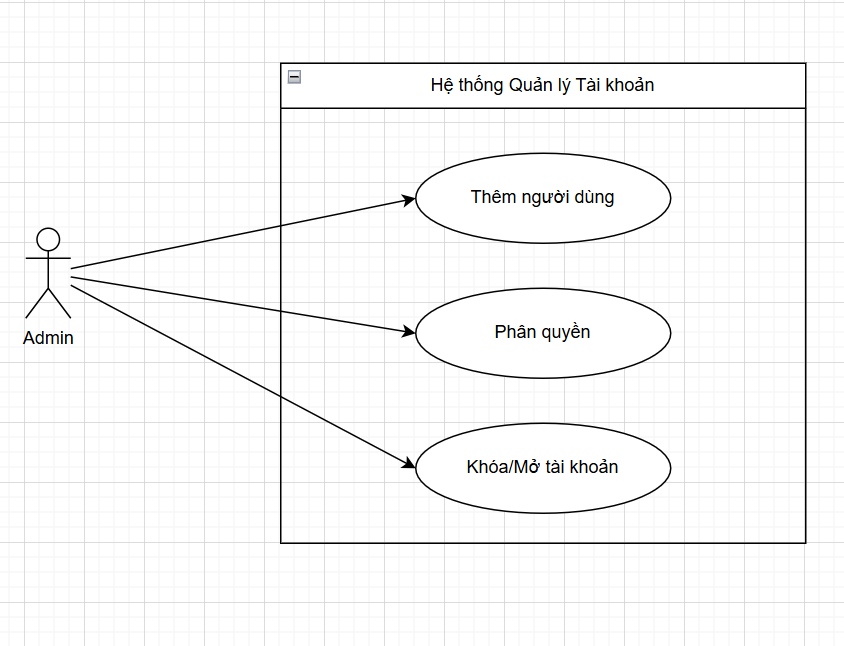 Hệ thống Quản lý Tài khoản
Thêm người dùng
Phân quyền
Admin
Khóa/Mở tài khoản